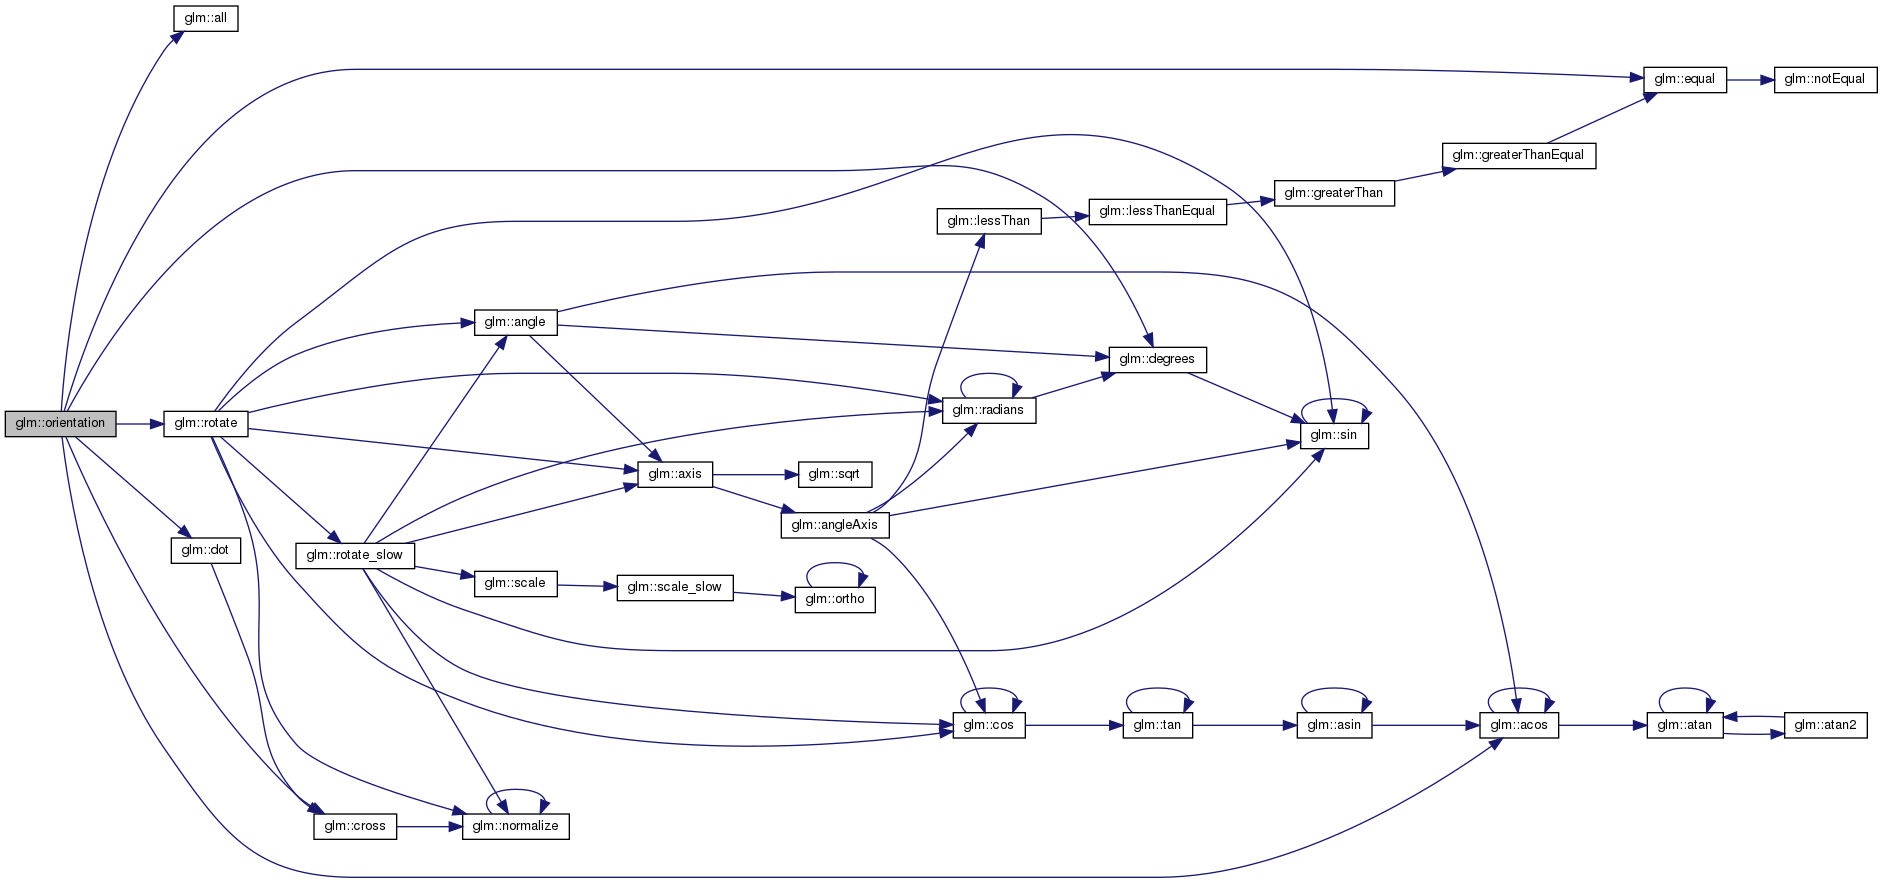 glm::all
glm::equal
glm::notEqual
glm::greaterThanEqual
glm::greaterThan
glm::lessThanEqual
glm::lessThan
glm::angle
glm::degrees
glm::radians
glm::orientation
glm::rotate
glm::sin
glm::axis
glm::sqrt
glm::angleAxis
glm::dot
glm::rotate_slow
glm::scale
glm::scale_slow
glm::ortho
glm::cos
glm::tan
glm::asin
glm::acos
glm::atan
glm::atan2
glm::cross
glm::normalize